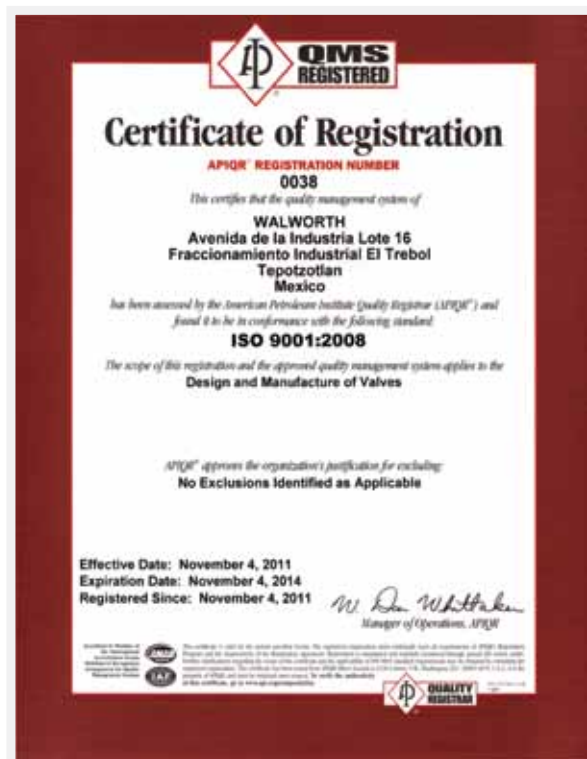 QMS
REGISTERED
Certificate of Registration
APIQR® REGISTRATION NUMBER
0038
This certifies that the quality management system of
WALWORTH
Avenida de la Industria Lote 16
Fraccionamiento Industrial El Trebol
Tepotzotlan
Mexico
has been assessed by the American Petroleum Institute Quality Registrar (APIQR®) and
found it to be in conformance with the following standard:
ISO 9001:2008
The scope of this registration and the approved quality management system applies to the
Design and Manufacture of Valves
APIQR® approves the organization's justification for excluding:
No Exclusions Identified as Applicable
Effective Date: November 4, 2011
Expiration Date: November 4, 2014
Registered Since: November 4, 2011
W. Don Whittaker
Manager of Operations, APIQR
QUALITY
REGISTRAR